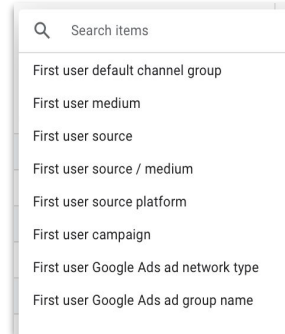 Search items
First user default channel group
First user medium
First user source
First user source / medium
First user source platform
First user campaign
First user Google Ads ad network type
First user Google Ads ad group name